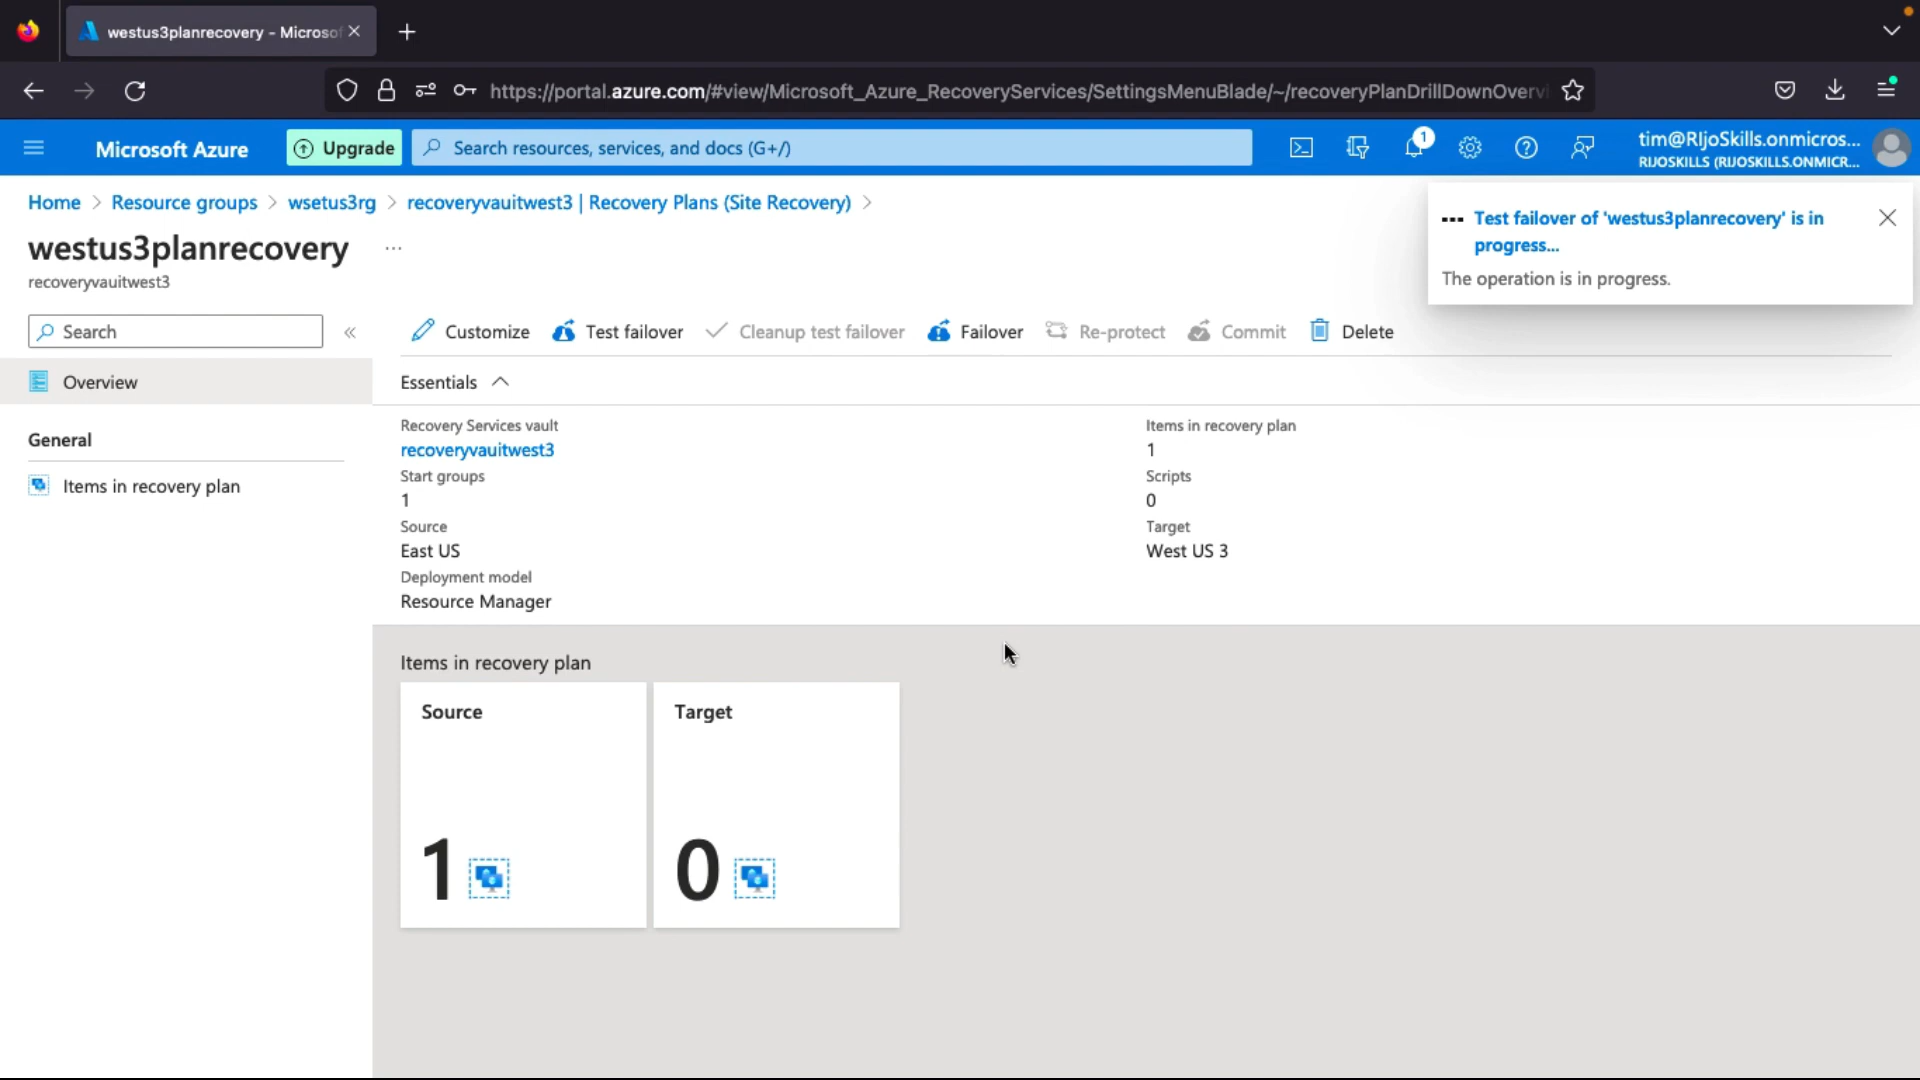 westus3planrecovery - Microsof
https://portal.azure.com/#view/Microsoft_Azure_RecoveryServices/SettingsMenuBlade/~/recoveryPlanDrillDownOvervi
Microsoft Azure
Upgrade
Search resources, services, and docs (G+/)
1
tim@RIjoSkills.onmicros...
RIJOSKILLS (RIJOSKILLS.ONMICR...
Home > Resource groups > wsetus3rg > recoveryvauitwest3 | Recovery Plans (Site Recovery) >
Test failover of 'westus3planrecovery' is in
progress...
The operation is in progress.
westus3planrecovery ...
recoveryvauitwest3
Search
Customize Test failover Cleanup test failover Failover Re-protect Commit Delete
Overview
General
Items in recovery plan
Essentials
Recovery Services vault
recoveryvauitwest3
Start groups
1
Source
East US
Deployment model
Resource Manager
Items in recovery plan
1
Scripts
0
Target
West US 3
Items in recovery plan
Source
1
Target
0